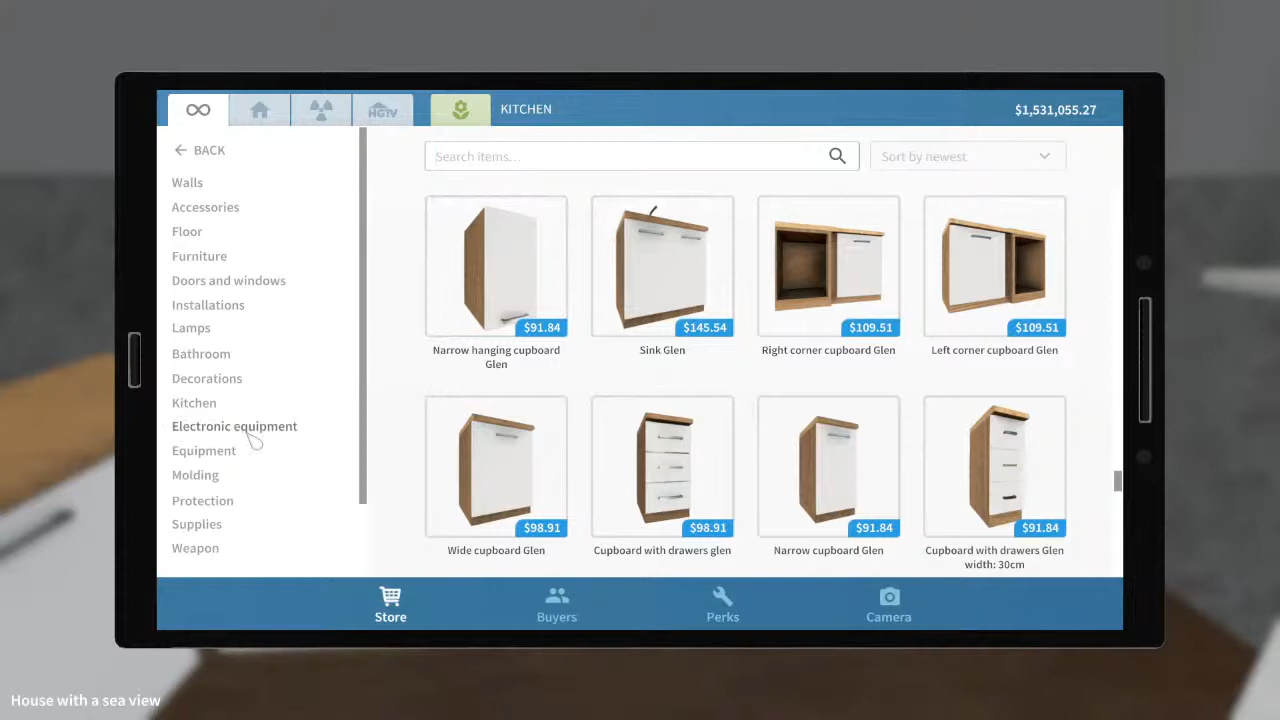 HGTV
KITCHEN
$1,531,055.27
BACK
Search items...
Sort by newest
Walls
Accessories
Floor
Furniture
Doors and windows
Installations
Lamps
Bathroom
Decorations
Kitchen
Electronic equipment
Equipment
Molding
Protection
Supplies
Weapon
$91.84
$145.54
$109.51
$109.51
Narrow hanging cupboard
Glen
Sink Glen
Right corner cupboard Glen
Left corner cupboard Glen
$98.91
$98.91
$91.84
$91.84
Wide cupboard Glen
Cupboard with drawers glen
Narrow cupboard Glen
Cupboard with drawers Glen
width: 30cm
Store
Buyers
Perks
Camera
House with a sea view